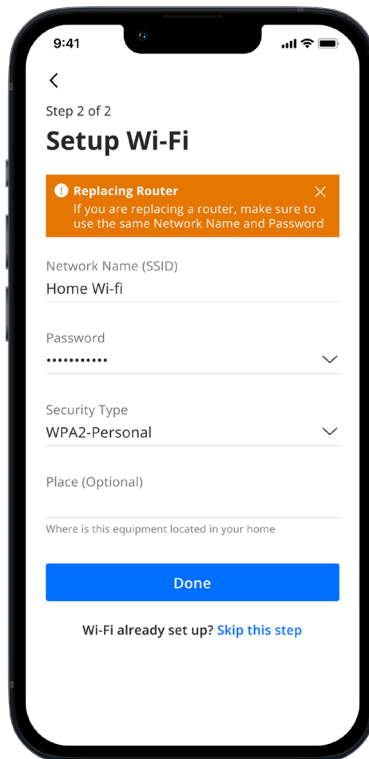 9:41
Step 2 of 2
Setup Wi-Fi
Replacing Router
If you are replacing a router, make sure to
use the same Network Name and Password
Network Name (SSID)
Home Wi-fi
Password
•••••••••••
Security Type
WPA2-Personal
Place (Optional)
Where is this equipment located in your home
Done
Wi-Fi already set up? Skip this step